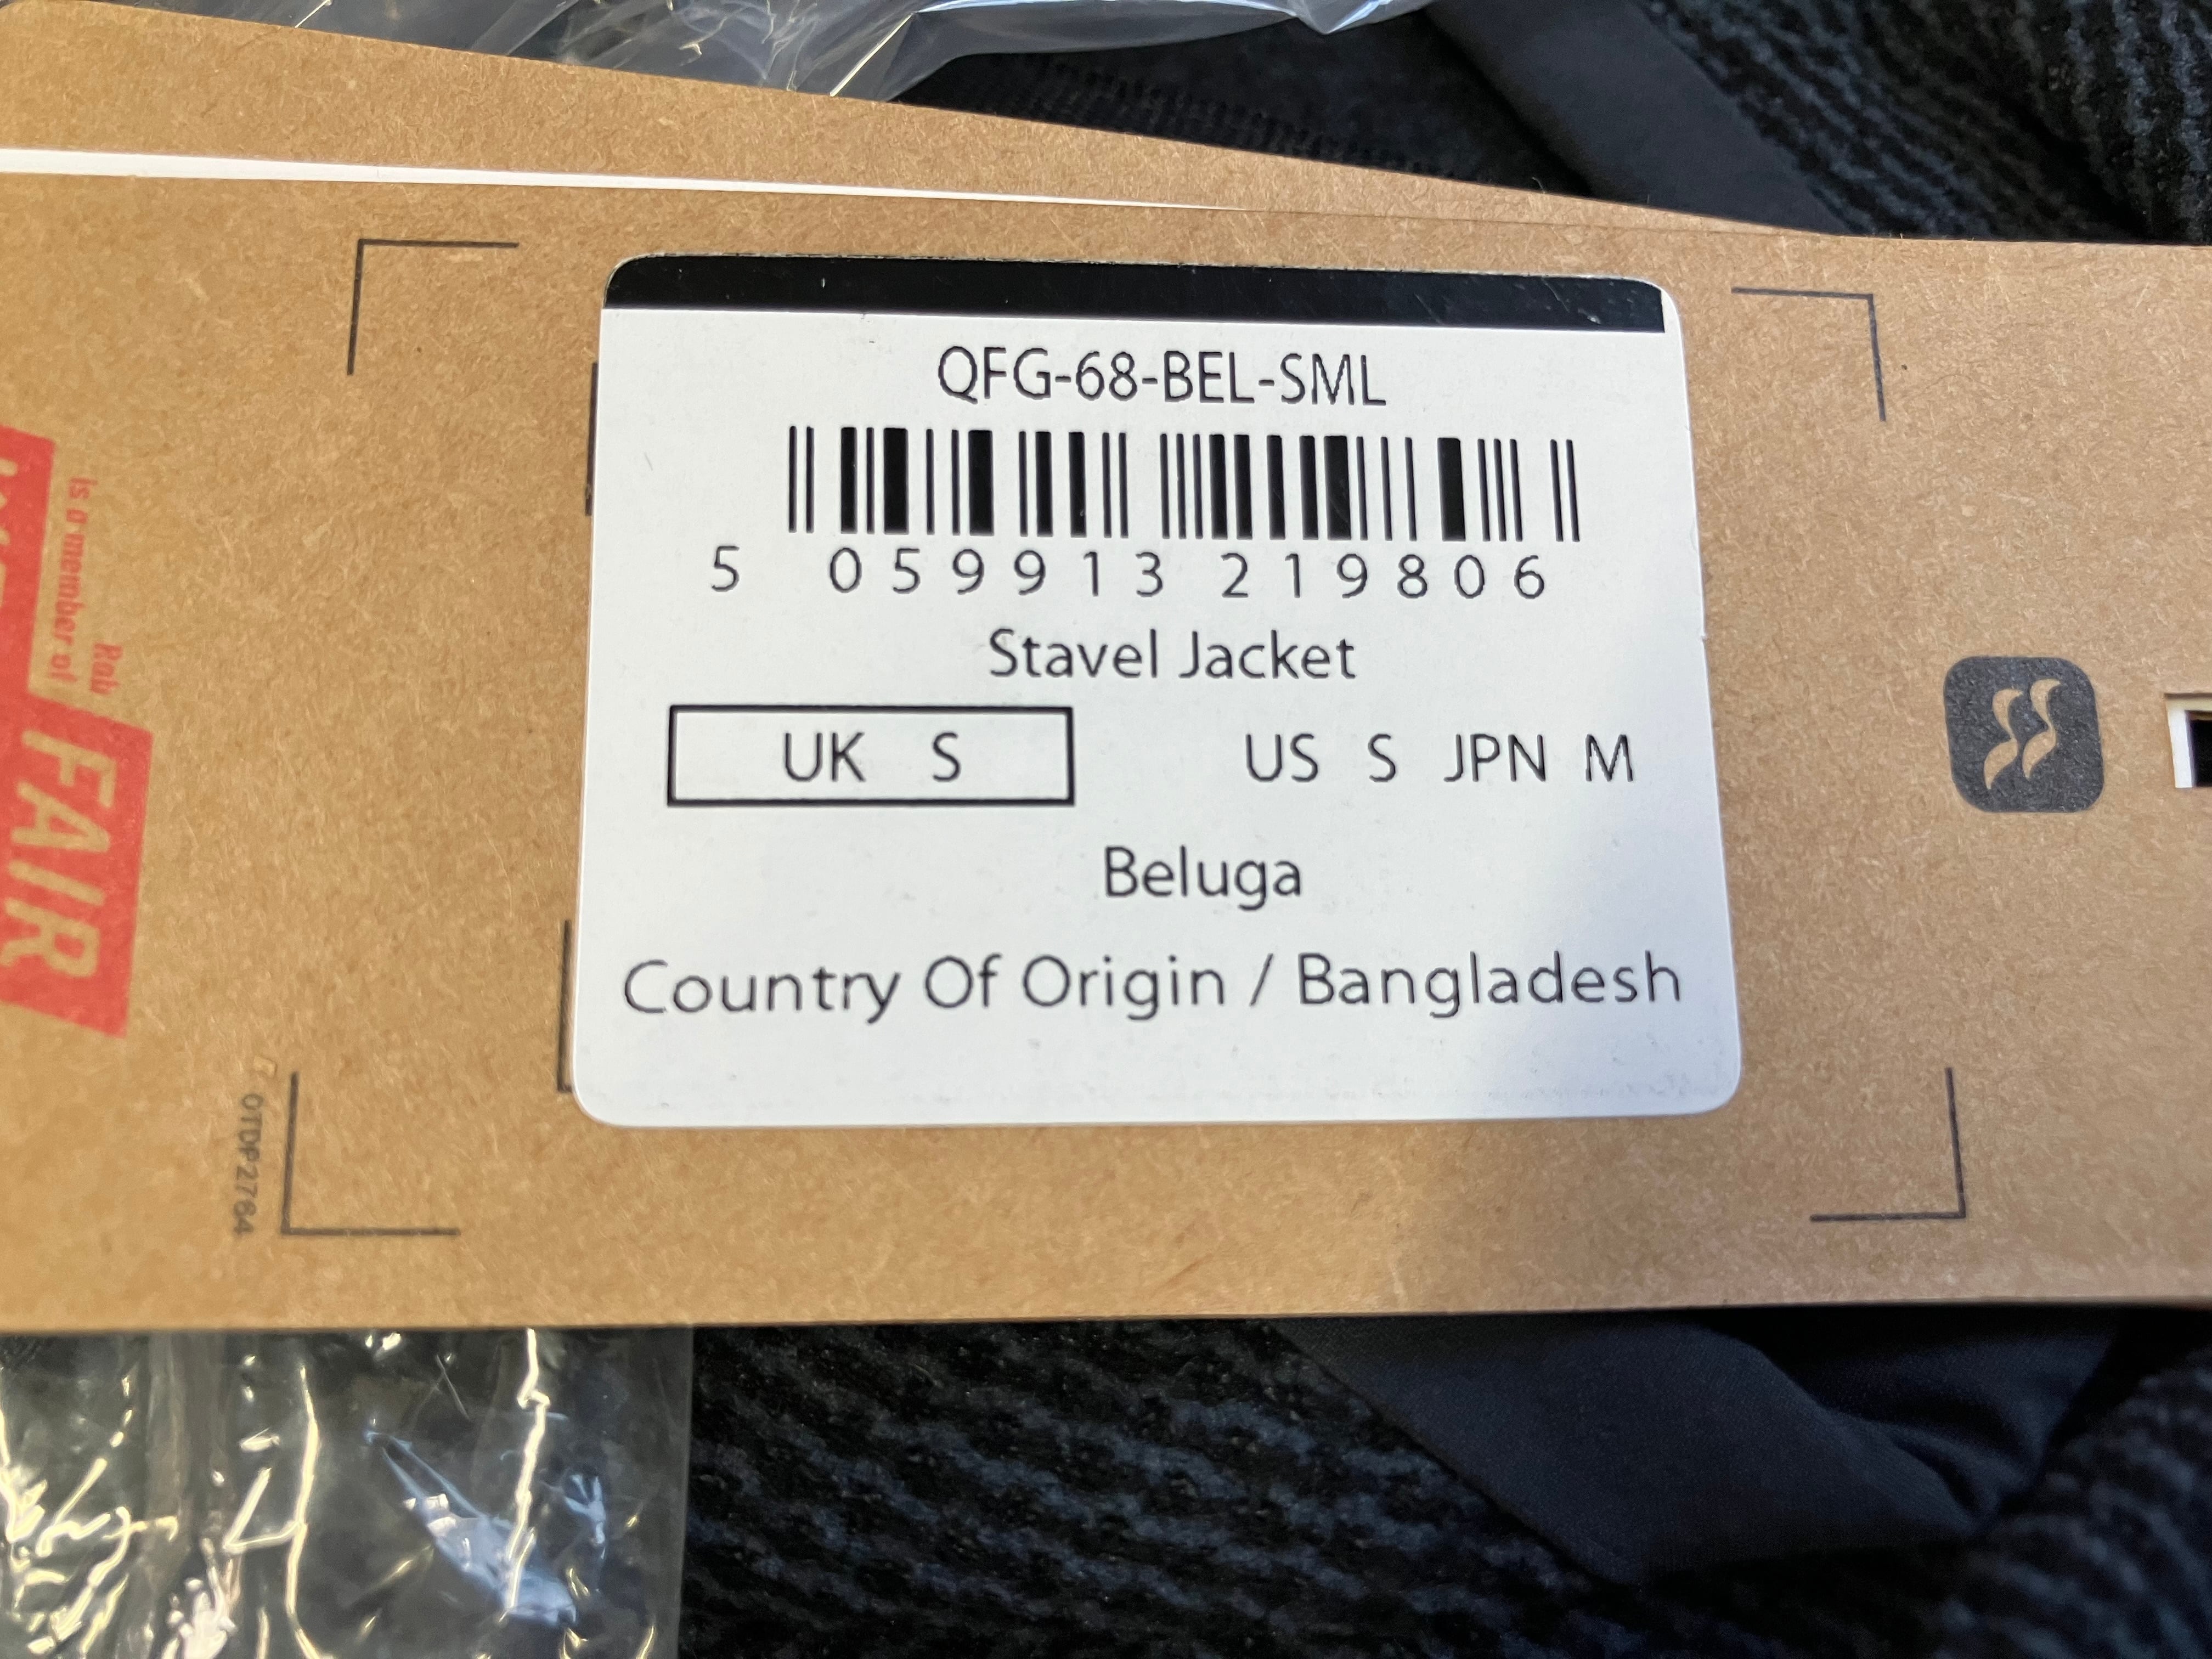 QFG-68-BEL-SML
5 059913 219806
Stavel Jacket
UK S US S JPN M
Beluga
Country Of Origin / Bangladesh
Rab
is a member of
FAIR
OTDP2764